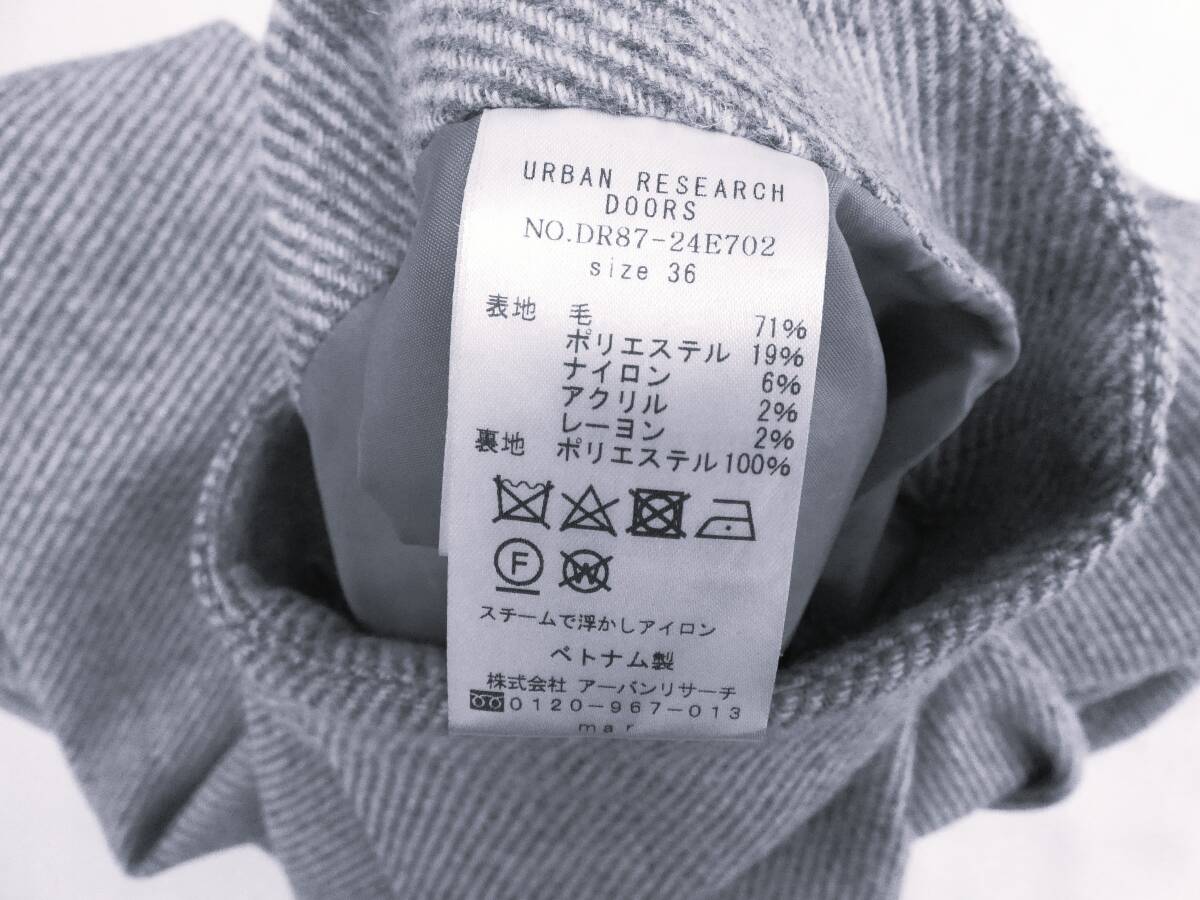 URBAN RESEARCH
DOORS
NO.DR87-24E702
size 36
表地 毛 71%
ポリエステル 19%
ナイロン 6%
アクリル 2%
レーヨン 2%
裏地 ポリエステル 100%
F
W
スチームで浮かしアイロン
ベトナム製
株式会社 アーバンリサーチ
0120-967-013